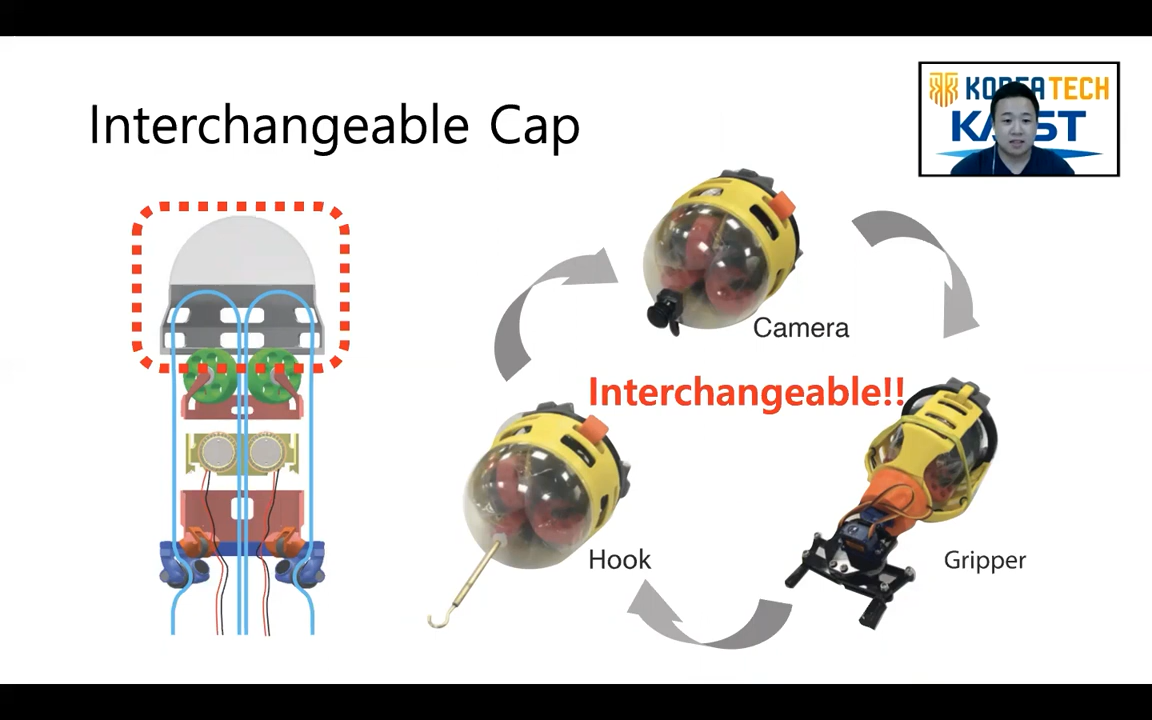 Interchangeable Cap
KOREATECH
KAIST
Camera
Interchangeable!!
Hook
Gripper